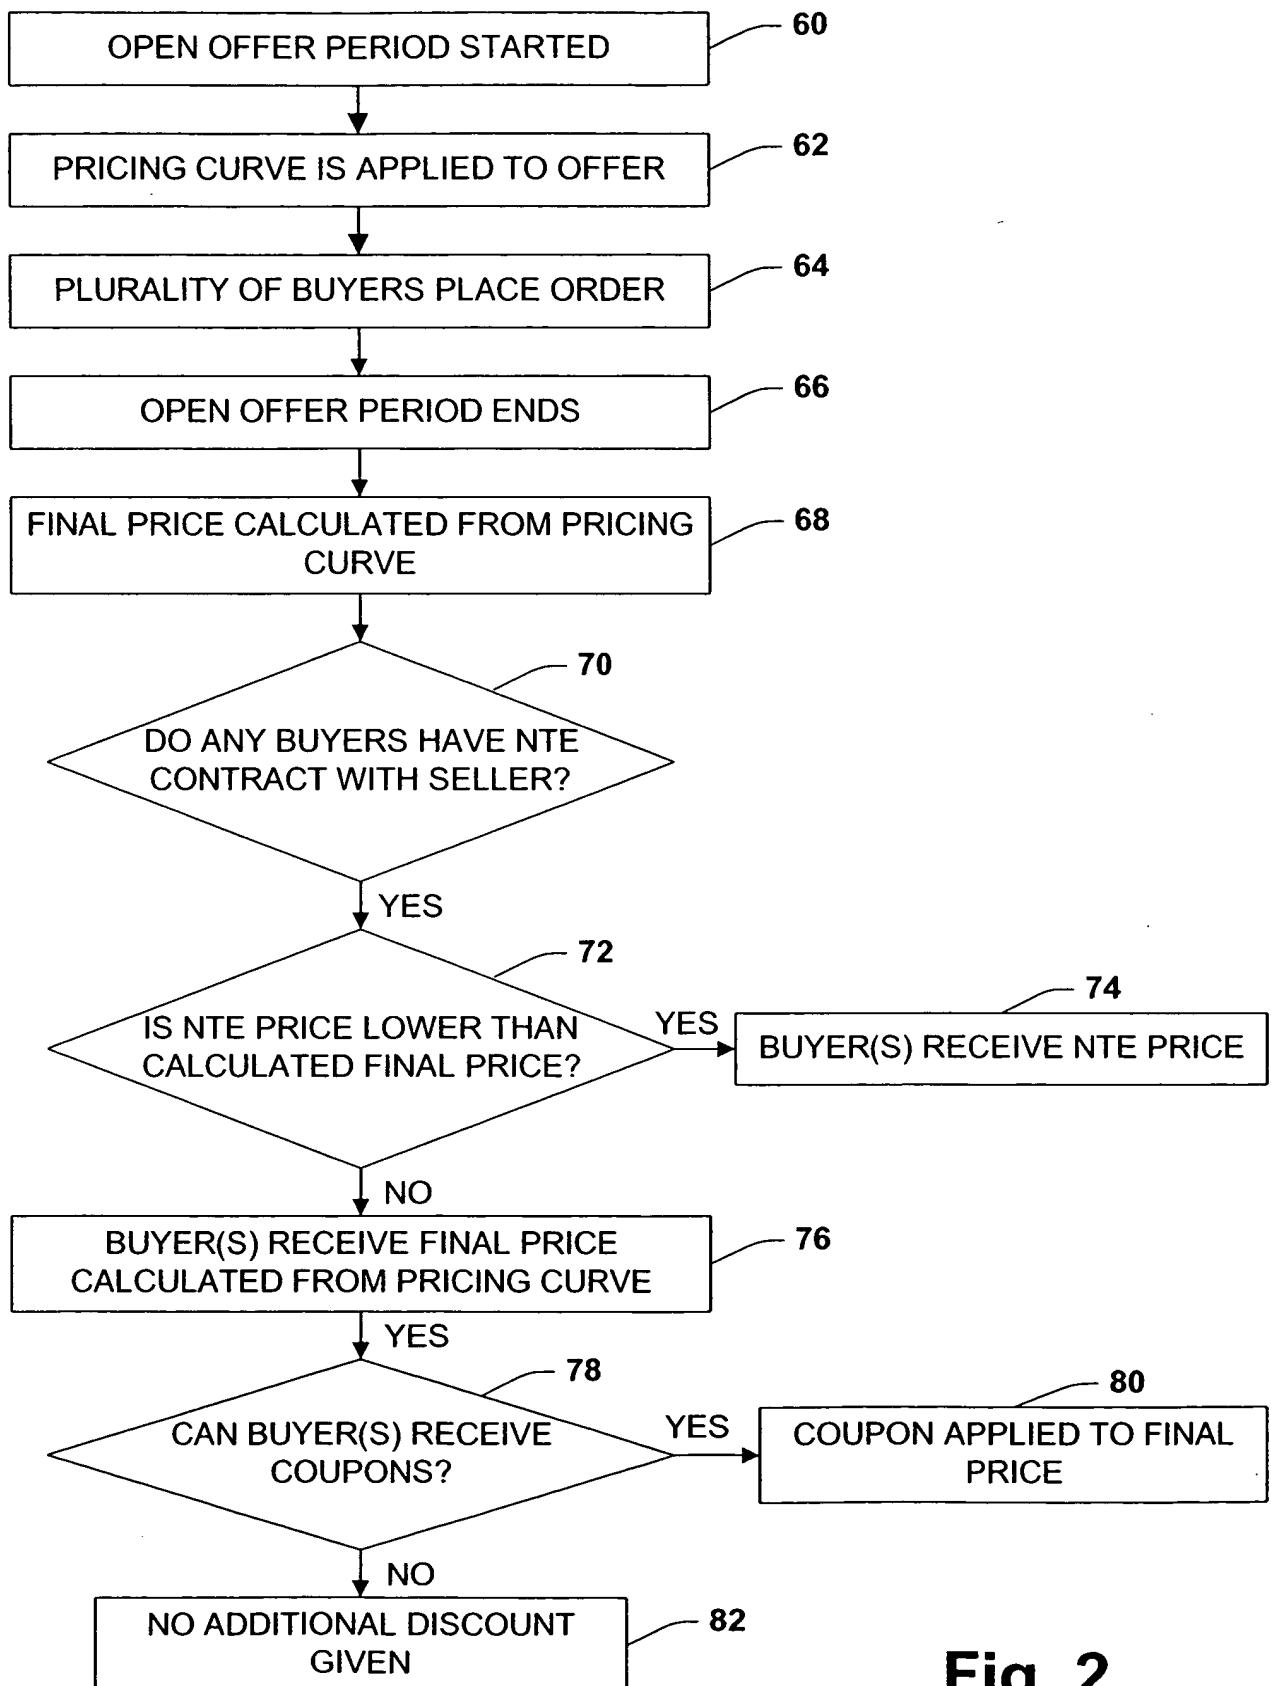 OPEN OFFER PERIOD STARTED
60
PRICING CURVE IS APPLIED TO OFFER
62
PLURALITY OF BUYERS PLACE ORDER
64
OPEN OFFER PERIOD ENDS
66
FINAL PRICE CALCULATED FROM PRICING
CURVE
68
70
DO ANY BUYERS HAVE NTE
CONTRACT WITH SELLER?
YES
72
IS NTE PRICE LOWER THAN
CALCULATED FINAL PRICE?
YES
74
BUYER(S) RECEIVE NTE PRICE
NO
BUYER(S) RECEIVE FINAL PRICE
CALCULATED FROM PRICING CURVE
76
YES
78
CAN BUYER(S) RECEIVE
COUPONS?
YES
80
COUPON APPLIED TO FINAL
PRICE
NO
NO ADDITIONAL DISCOUNT
GIVEN
82
Fig. 2